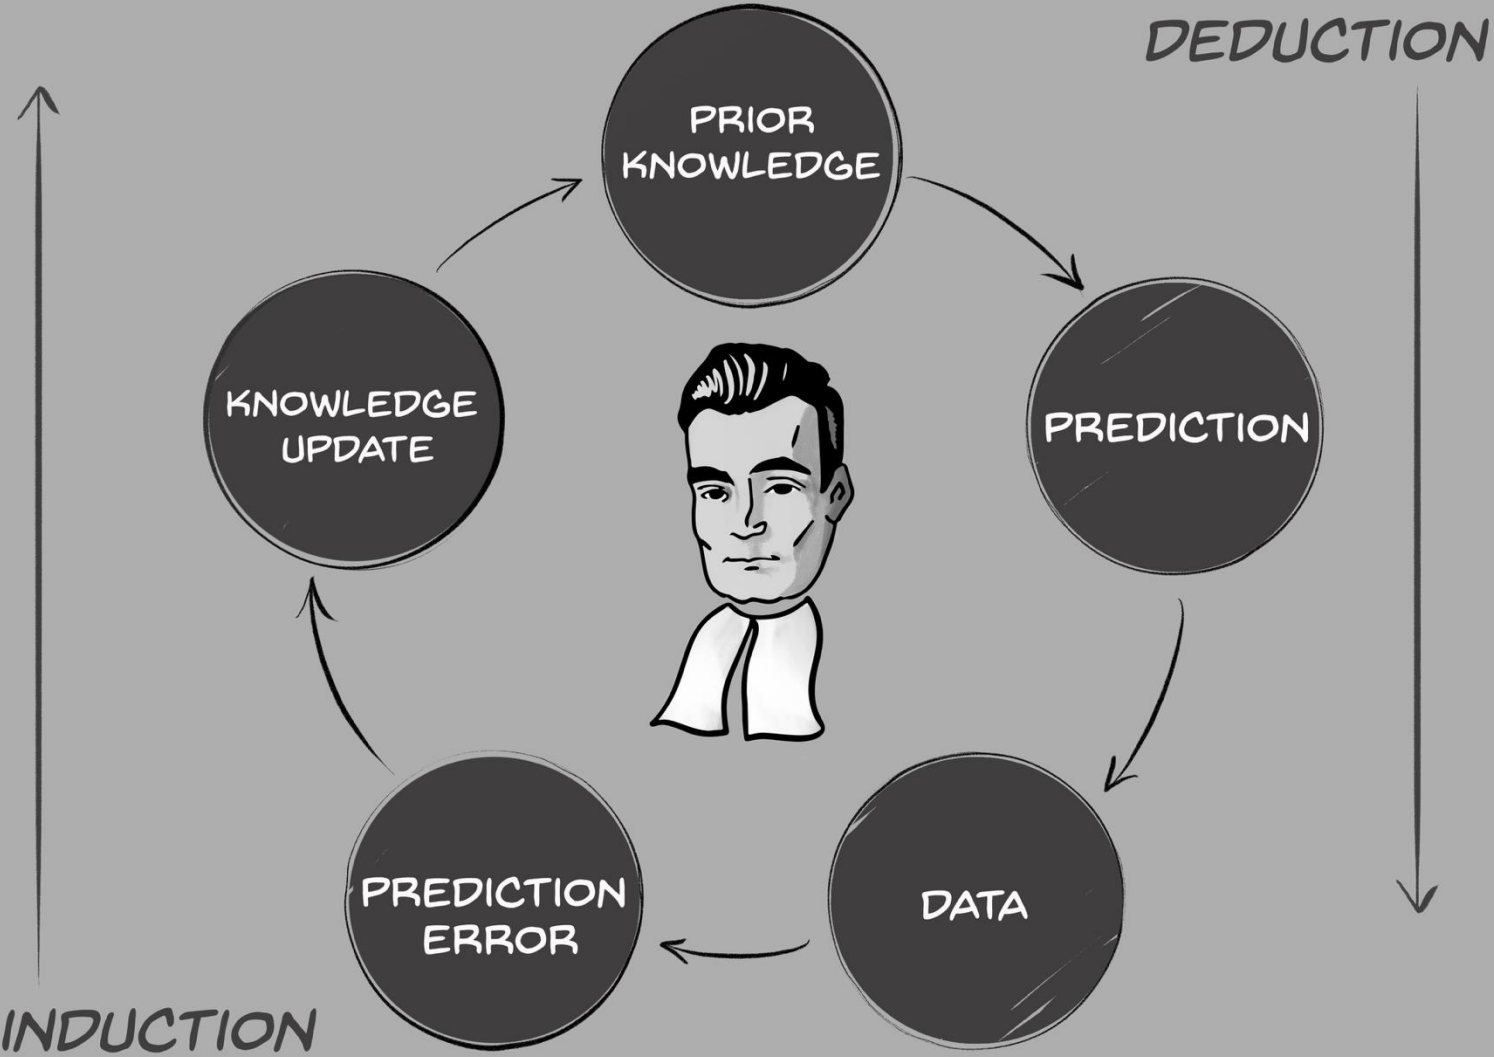 DEDUCTION
PRIOR
KNOWLEDGE
KNOWLEDGE
UPDATE
PREDICTION
PREDICTION
ERROR
DATA
INDUCTION